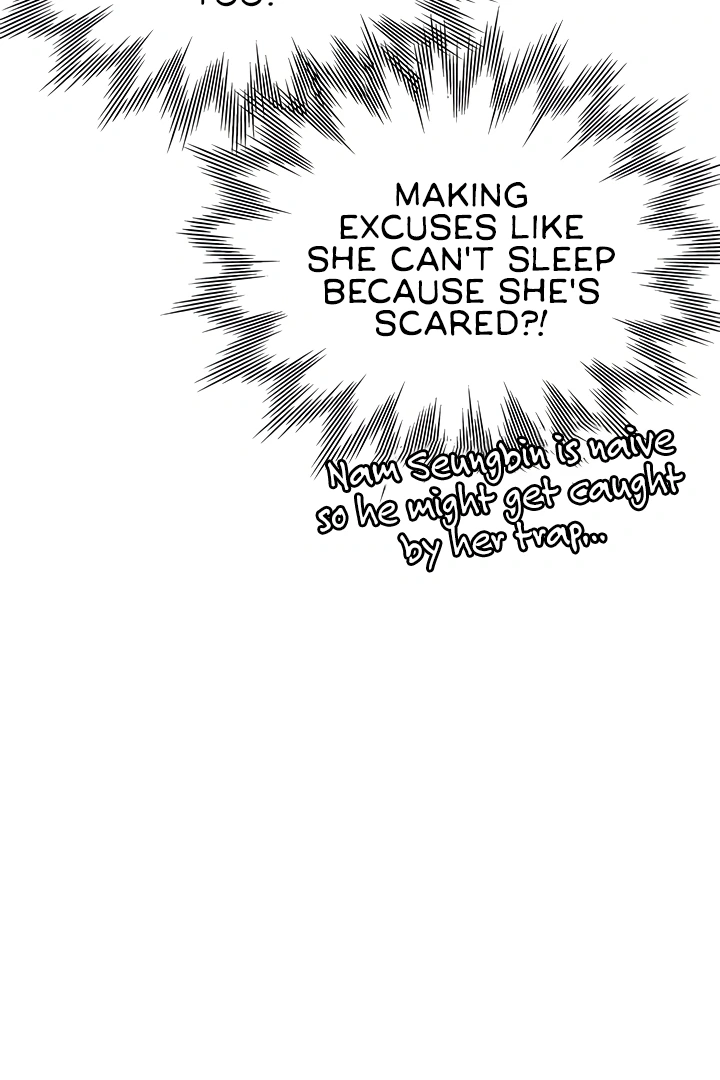 MAKING
EXCUSES LIKE
SHE CAN'T SLEEP
BECAUSE SHE'S
SCARED?!
Nam Seungbin is naive
so he might get caught
by her trap...